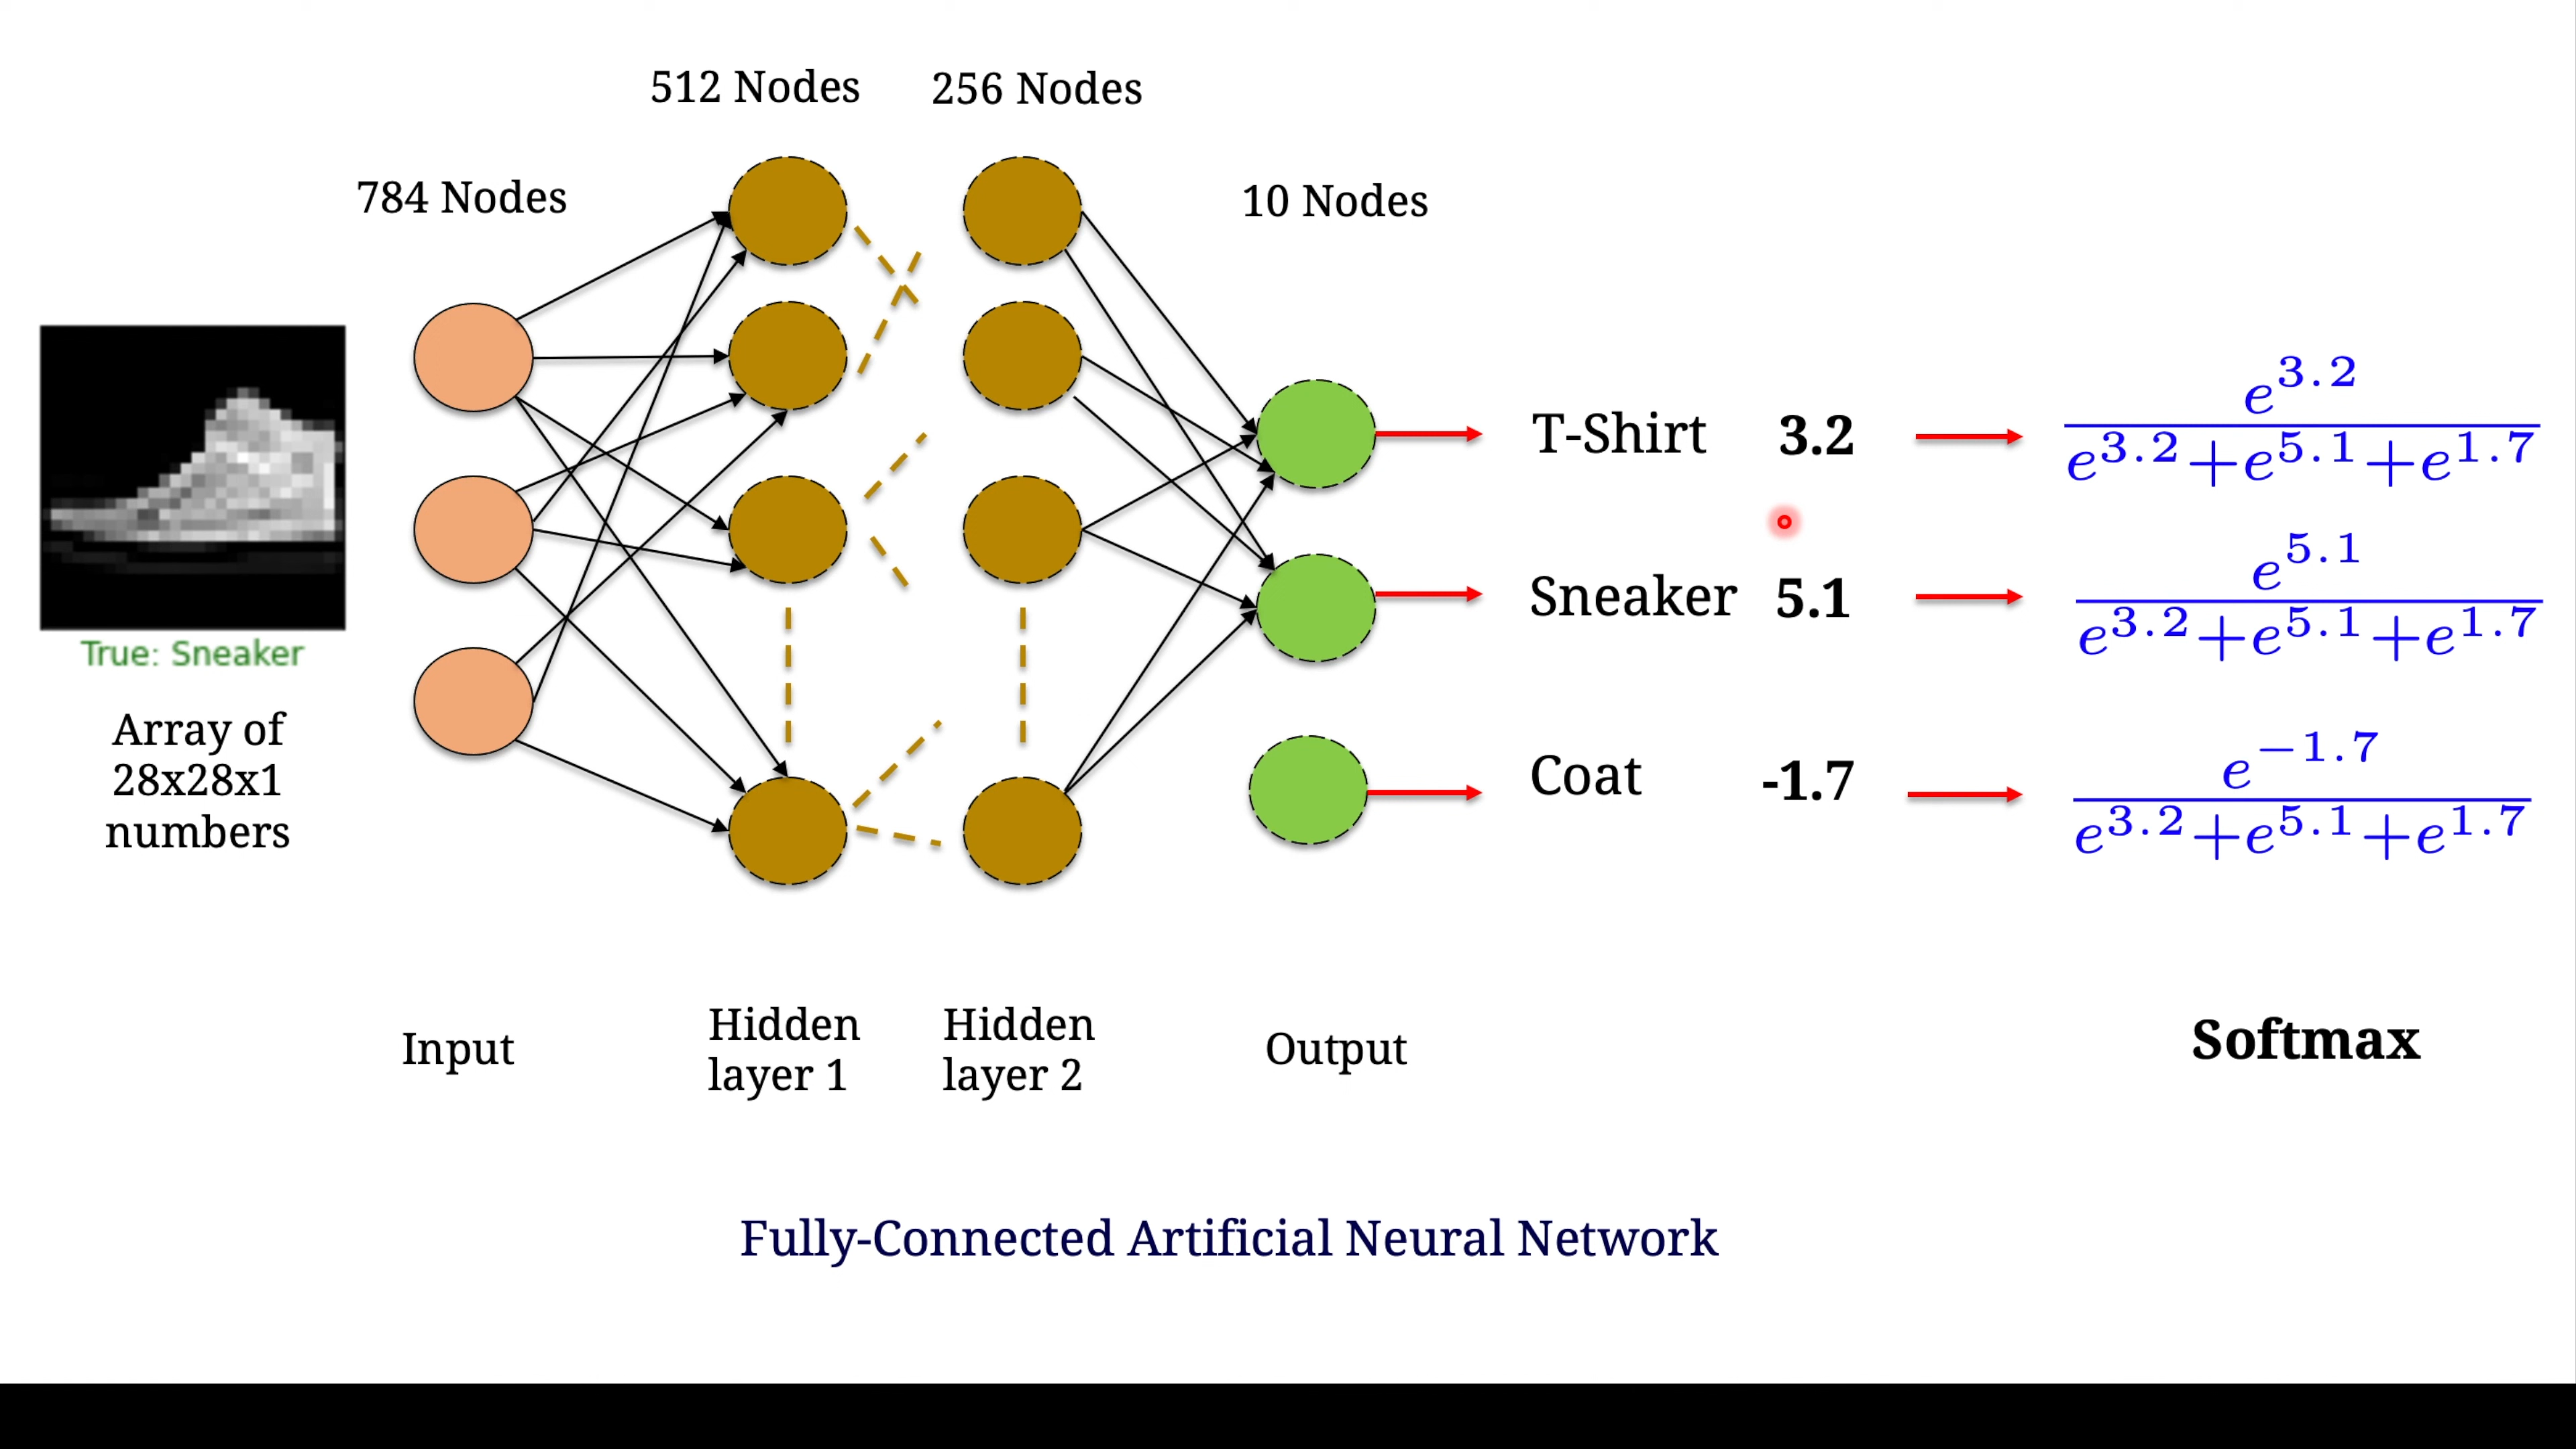 512 Nodes
256 Nodes
784 Nodes
10 Nodes
True: Sneaker
Array of
28x28x1
numbers
T-Shirt 3.2 e^{3.2} / e^{3.2}+e^{5.1}+e^{1.7}
Sneaker 5.1 e^{5.1} / e^{3.2}+e^{5.1}+e^{1.7}
Coat -1.7 e^{-1.7} / e^{3.2}+e^{5.1}+e^{1.7}
Input
Hidden
layer 1
Hidden
layer 2
Output
Softmax
Fully-Connected Artificial Neural Network